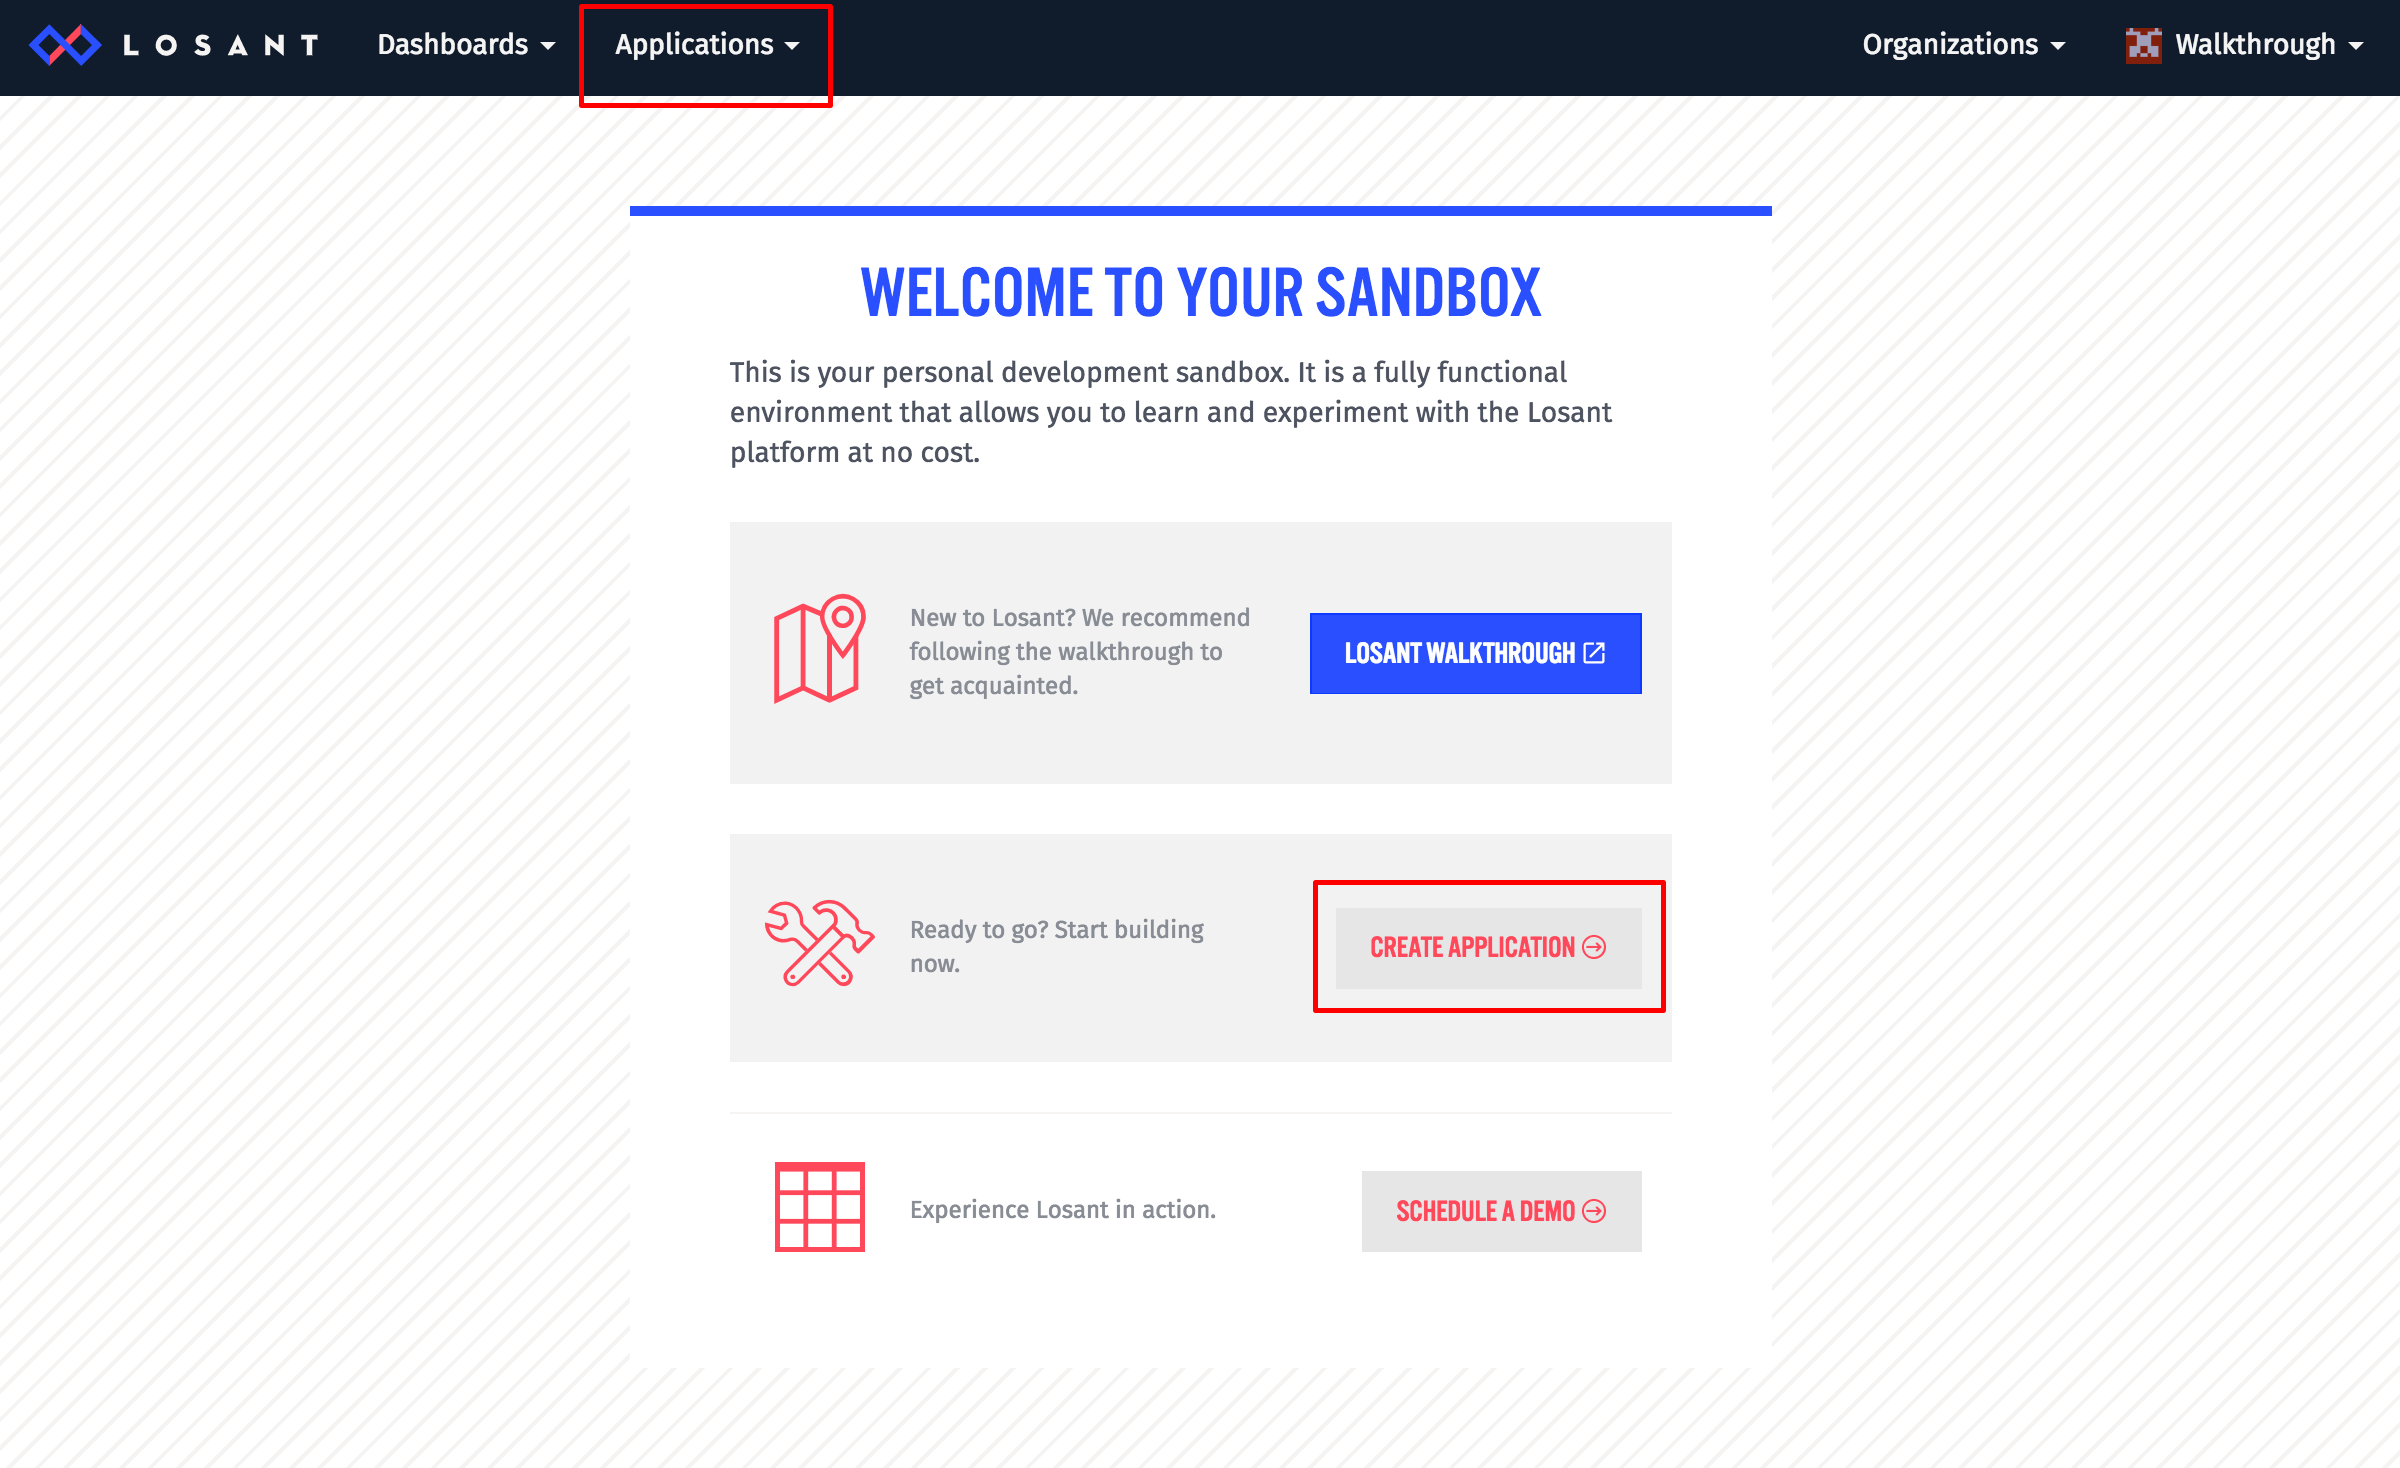 LOSANT Dashboards Applications Organizations Walkthrough
WELCOME TO YOUR SANDBOX
This is your personal development sandbox. It is a fully functional
environment that allows you to learn and experiment with the Losant
platform at no cost.
New to Losant? We recommend
following the walkthrough to
get acquainted.
LOSANT WALKTHROUGH
Ready to go? Start building
now.
CREATE APPLICATION
Experience Losant in action.
SCHEDULE A DEMO